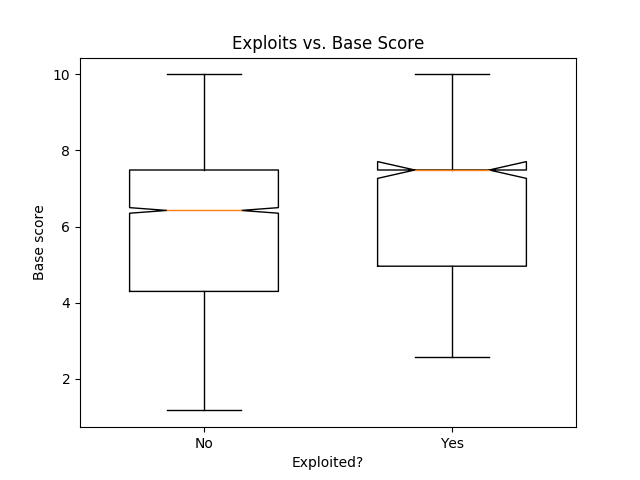 Exploits vs. Base Score
10
8
6
4
2
Base score
No
Yes
Exploited?